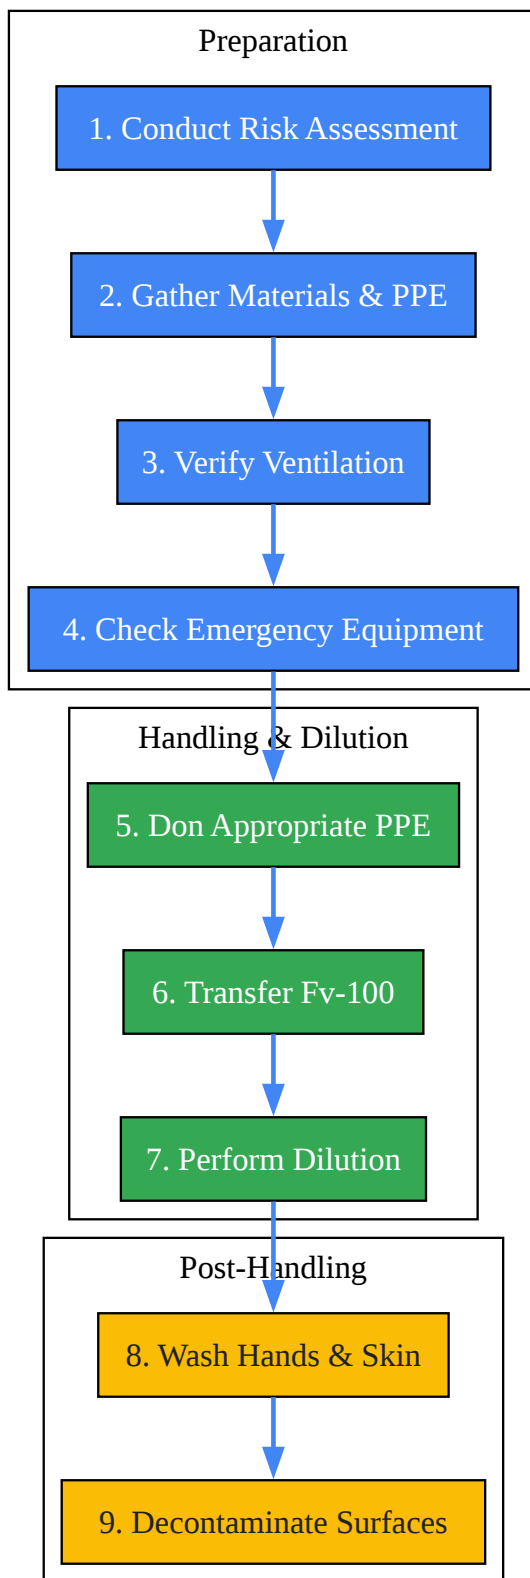 Preparation
1. Conduct Risk Assessment
2. Gather Materials & PPE
3. Verify Ventilation
4. Check Emergency Equipment
Handling & Dilution
5. Don Appropriate PPE
6. Transfer Fv-100
7. Perform Dilution
Post-Handling
8. Wash Hands & Skin
9. Decontaminate Surfaces